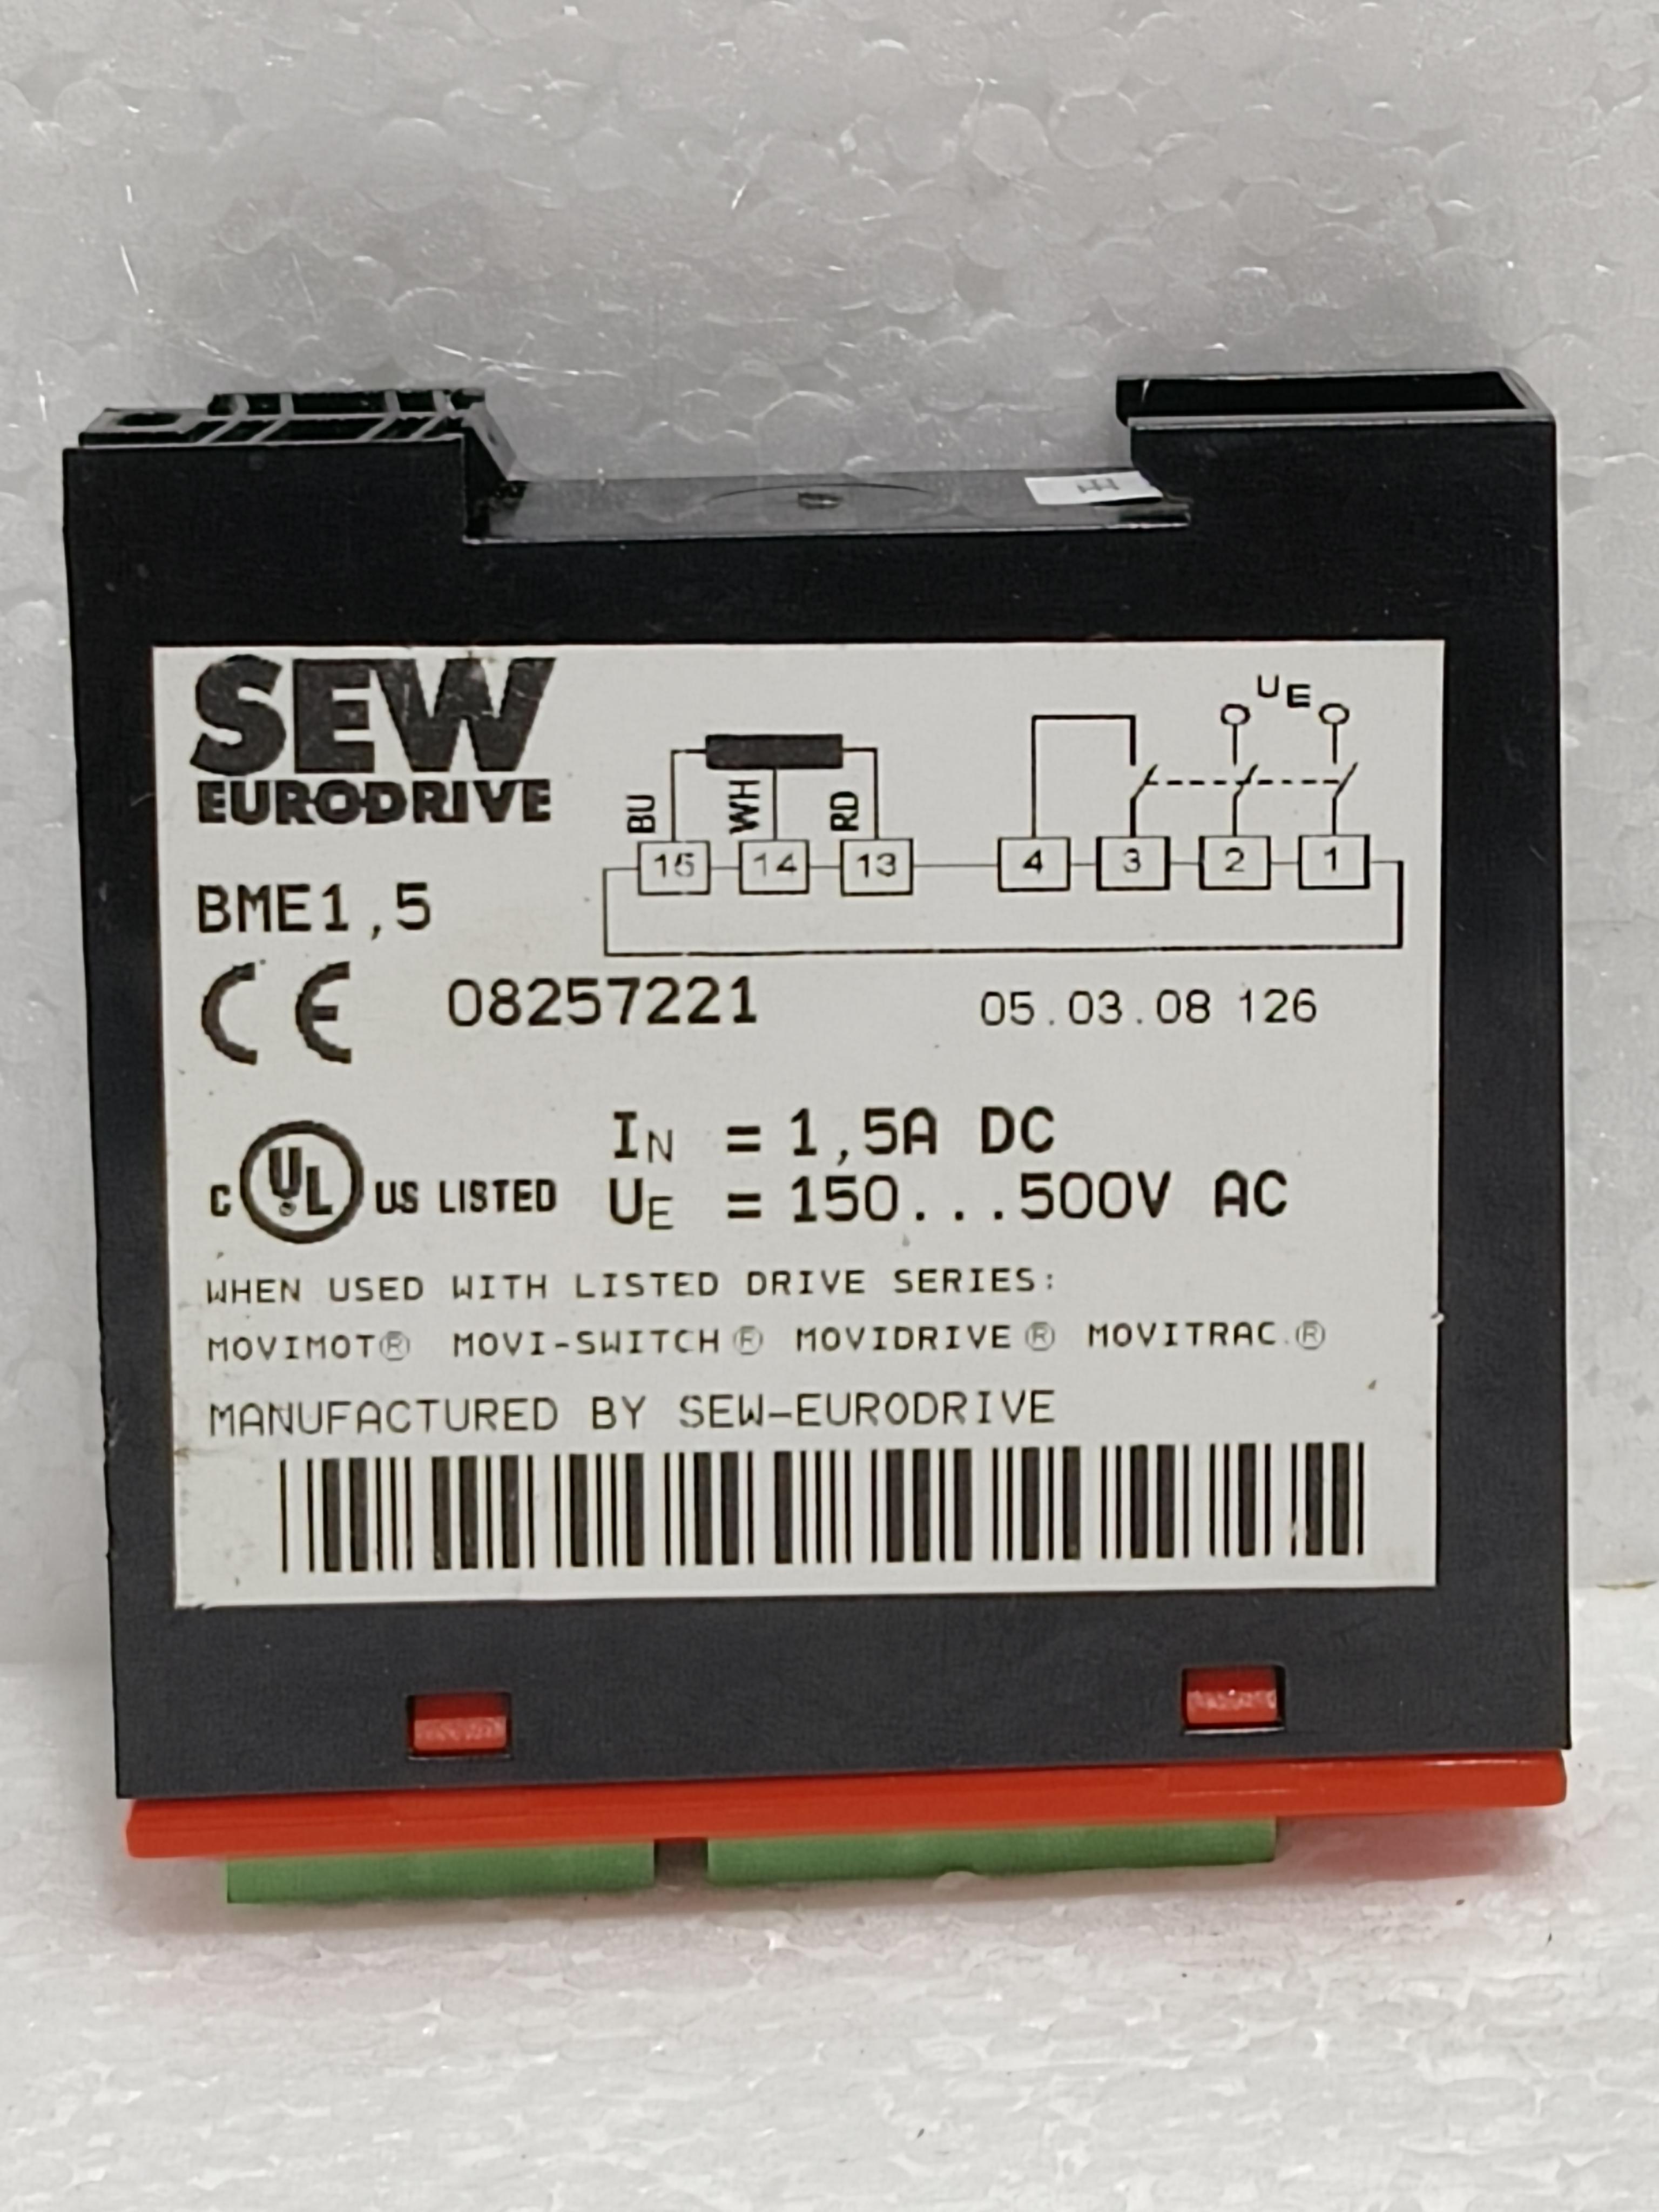 SEW
EURODRIVE
UE
BU WH RD
15 14 13 4 3 2 1
BME1,5
CE 08257221 05.03.08 126
IN = 1,5A DC
C UL US LISTED UE = 150...500V AC
WHEN USED WITH LISTED DRIVE SERIES:
MOVIMOT® MOVI-SWITCH® MOVIDRIVE® MOVITRAC®
MANUFACTURED BY SEW-EURODRIVE